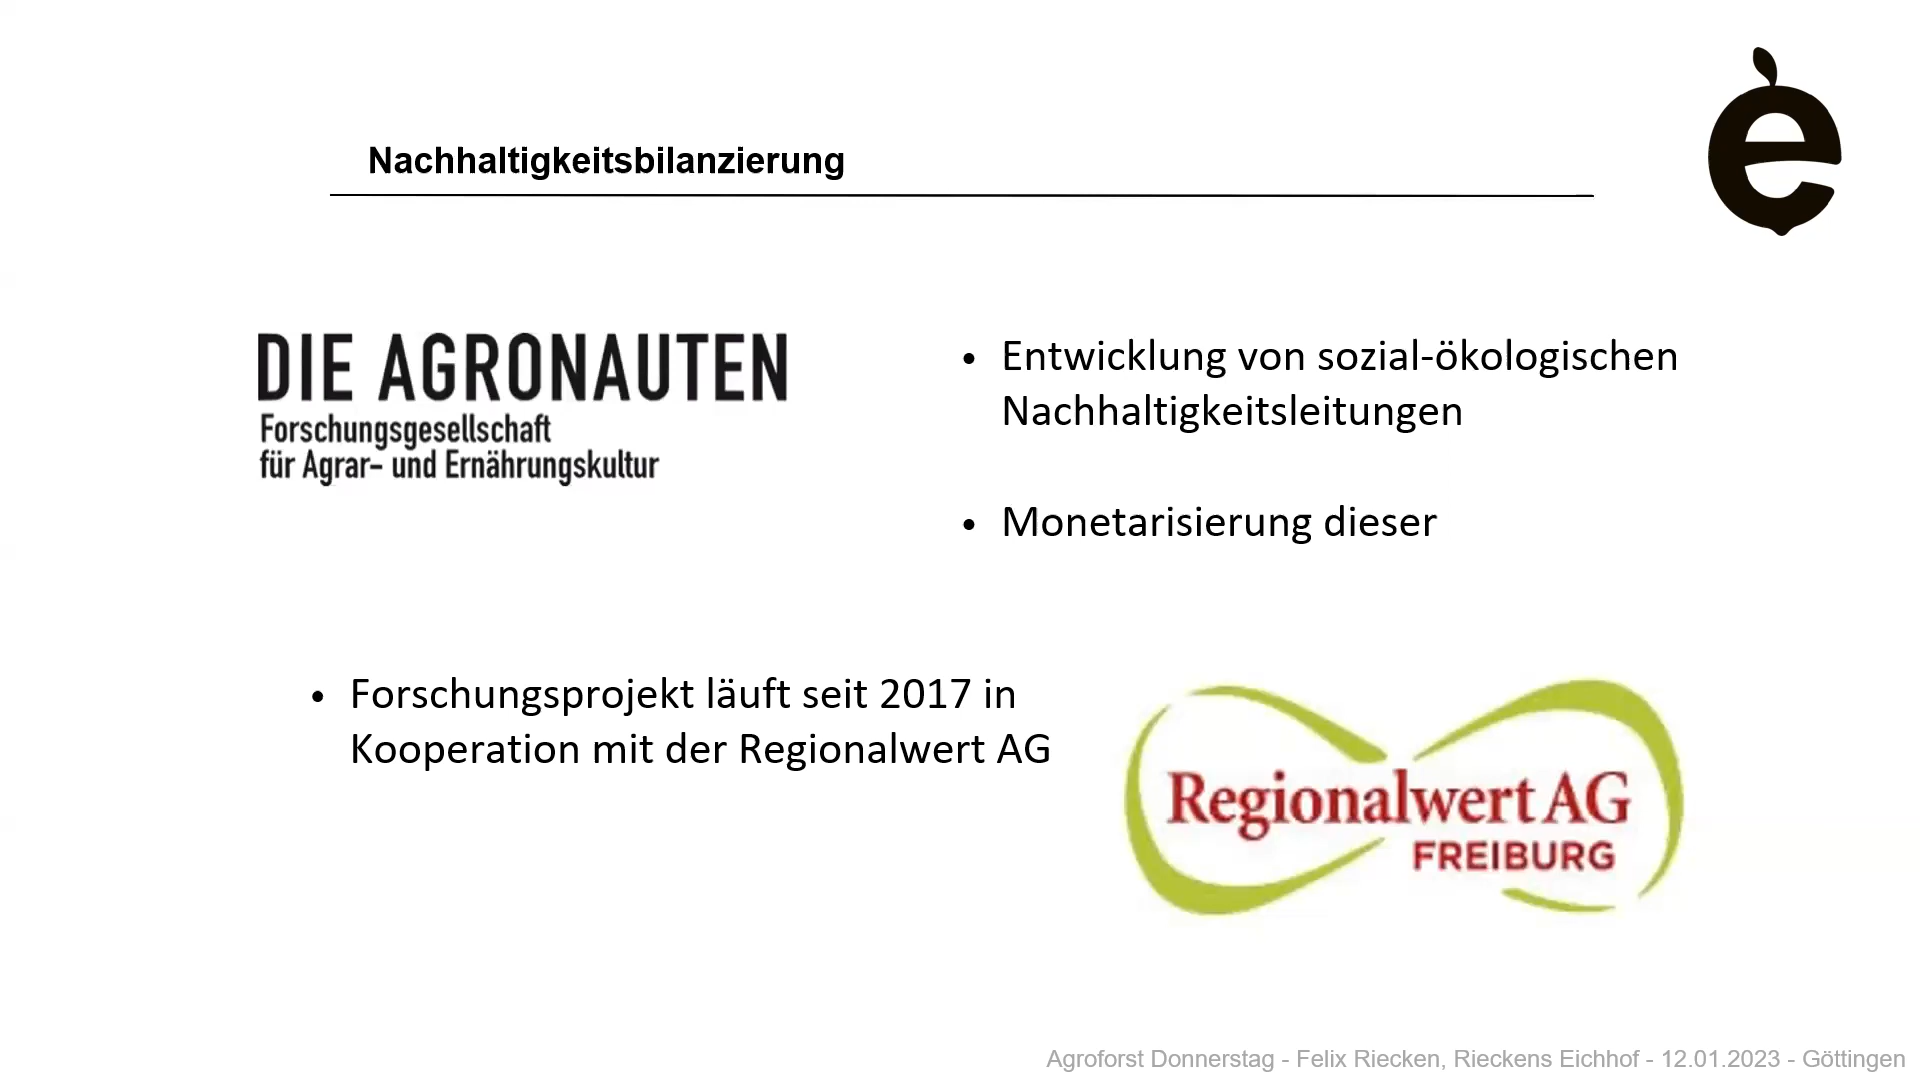 Nachhaltigkeitsbilanzierung
e
DIE AGRONAUTEN
Forschungsgesellschaft
für Agrar- und Ernährungskultur
• Entwicklung von sozial-ökologischen
Nachhaltigkeitsleitungen
• Monetarisierung dieser
• Forschungsprojekt läuft seit 2017 in
Kooperation mit der Regionalwert AG
Regionalwert AG
FREIBURG
Agroforst Donnerstag - Felix Riecken, Rieckens Eichhof - 12.01.2023 - Göttingen